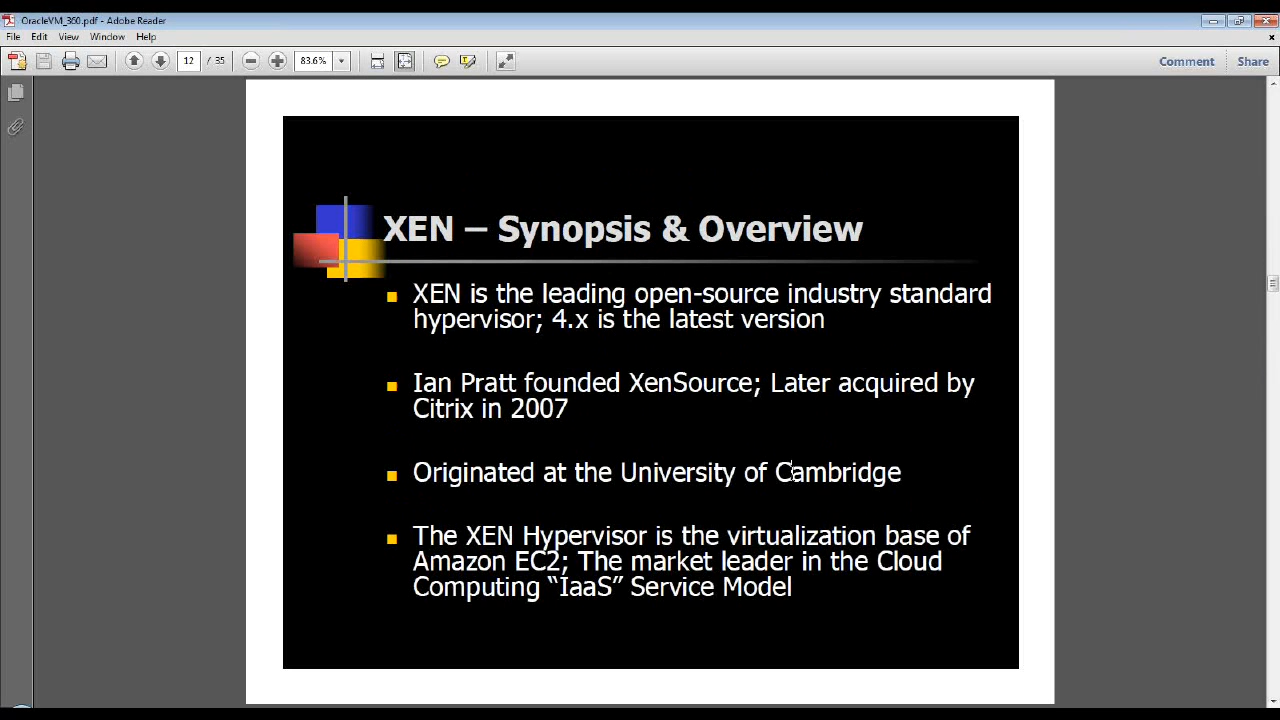 OracleVM_360.pdf - Adobe Reader
File Edit View Window Help
12 / 35 83.6% Comment Share
XEN – Synopsis & Overview
XEN is the leading open-source industry standard
hypervisor; 4.x is the latest version
Ian Pratt founded XenSource; Later acquired by
Citrix in 2007
Originated at the University of Cambridge
The XEN Hypervisor is the virtualization base of
Amazon EC2; The market leader in the Cloud
Computing “IaaS” Service Model